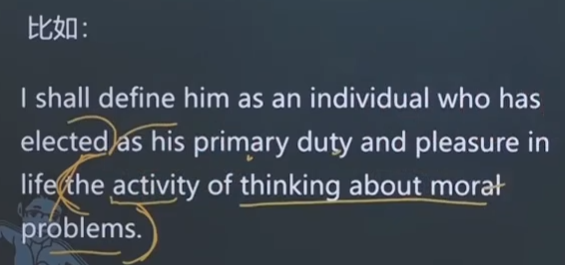 比如：
I shall define him as an individual who has
elected as his primary duty and pleasure in
life the activity of thinking about moral
problems.